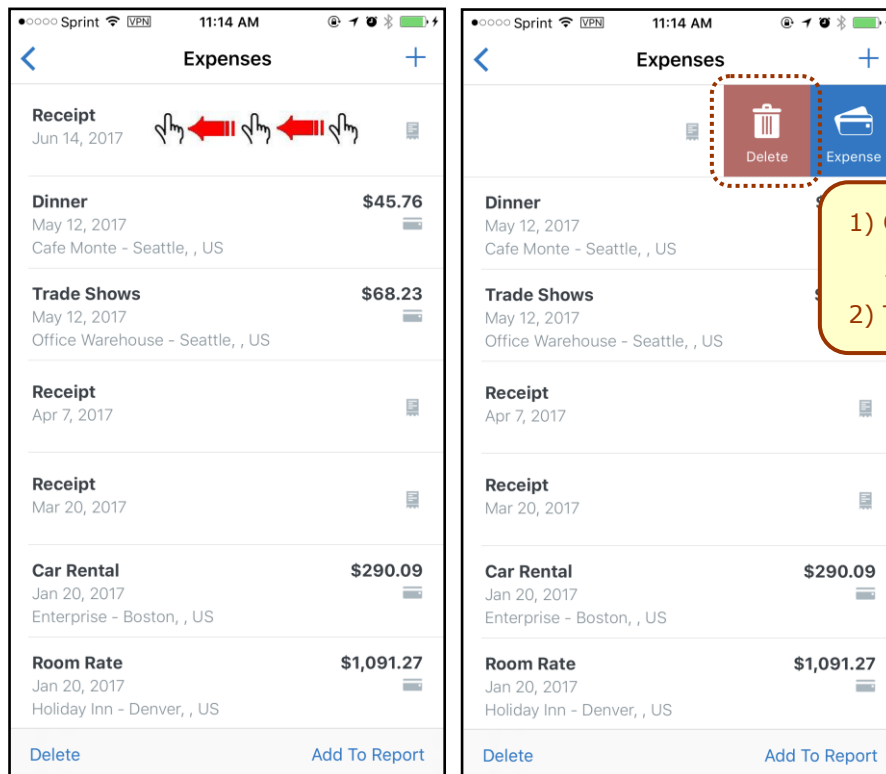 Sprint VPN 11:14 AM
Expenses
Receipt
Jun 14, 2017
Dinner $45.76
May 12, 2017
Cafe Monte - Seattle, , US
Trade Shows $68.23
May 12, 2017
Office Warehouse - Seattle, , US
Receipt
Apr 7, 2017
Receipt
Mar 20, 2017
Car Rental $290.09
Jan 20, 2017
Enterprise - Boston, , US
Room Rate $1,091.27
Jan 20, 2017
Holiday Inn - Denver, , US
Delete Add To Report
Sprint VPN 11:14 AM
Expenses
Delete Expense
Dinner
May 12, 2017
Cafe Monte - Seattle, , US
Trade Shows
May 12, 2017
Office Warehouse - Seattle, , US
1)
2)
Receipt
Apr 7, 2017
Receipt
Mar 20, 2017
Car Rental $290.09
Jan 20, 2017
Enterprise - Boston, , US
Room Rate $1,091.27
Jan 20, 2017
Holiday Inn - Denver, , US
Delete Add To Report